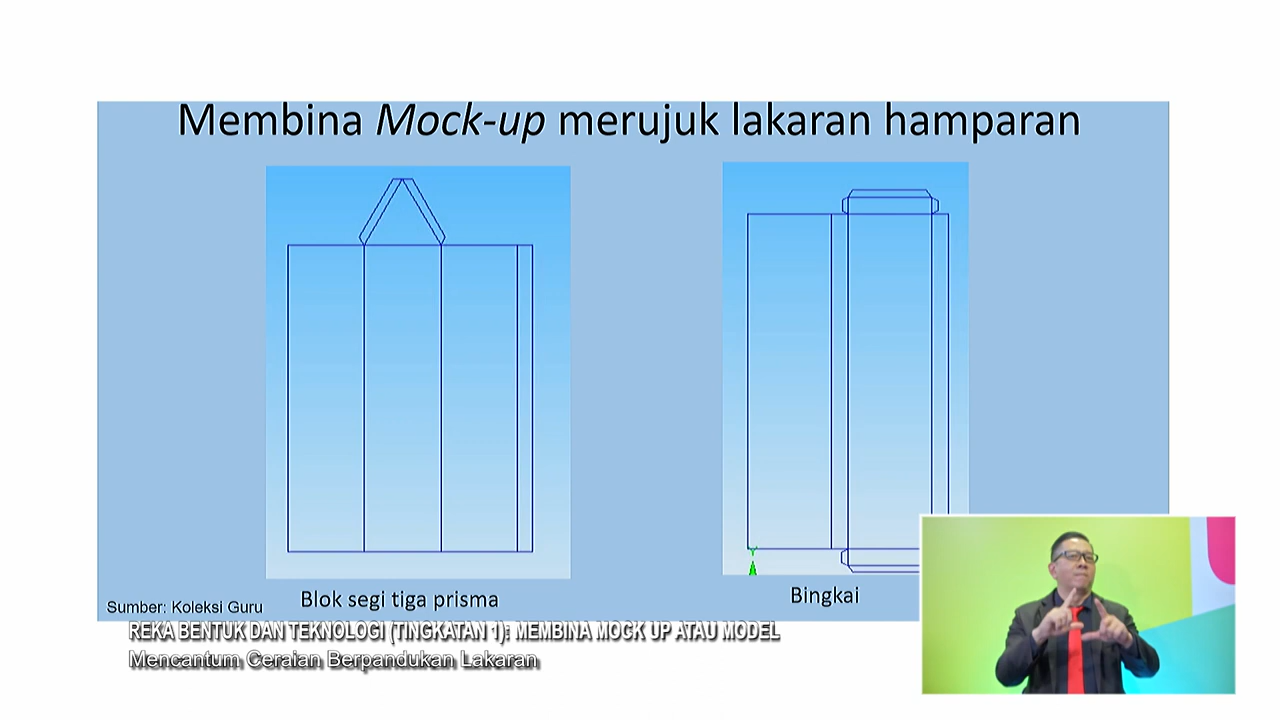 Membina Mock-up merujuk lakaran hamparan
Y
Blok segi tiga prisma
Bingkai
Sumber: Koleksi Guru
REKA BENTUK DAN TEKNOLOGI (TINGKATAN 1): MEMBINA MOCK UP ATAU MODEL
Mencantum Ceraian Berpandukan Lakaran